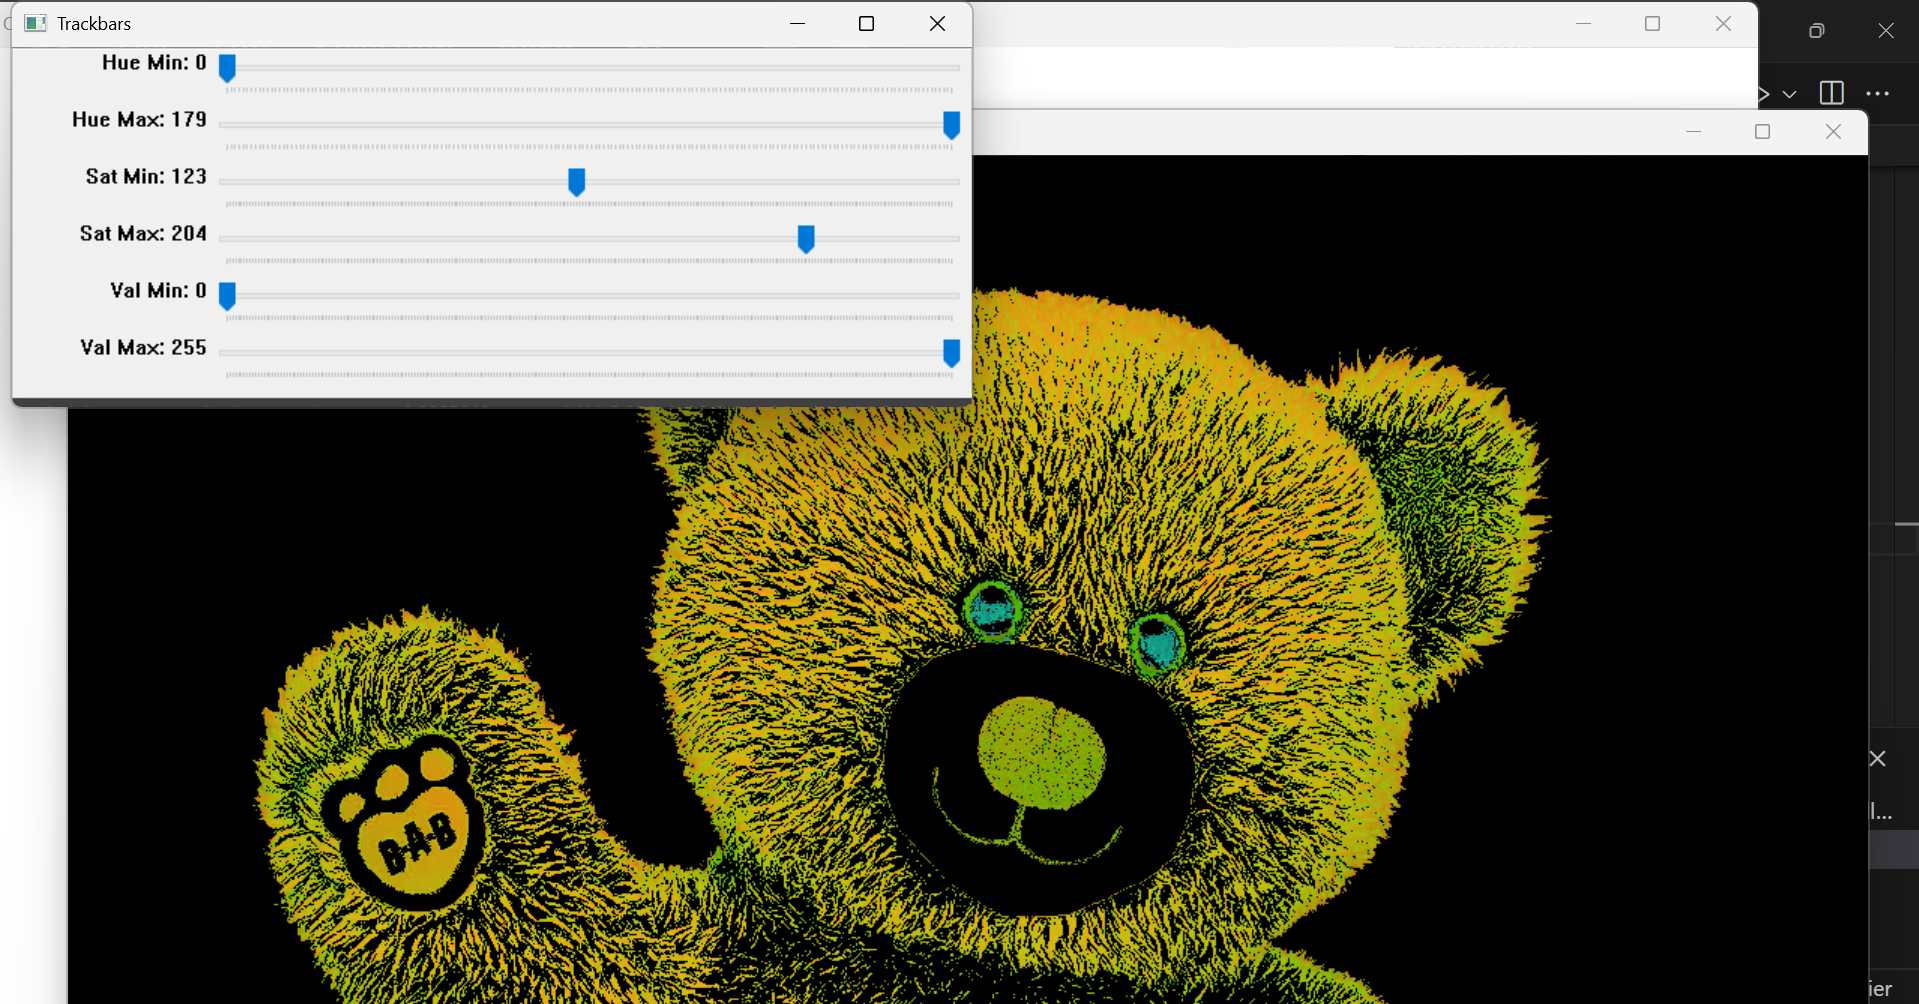 Trackbars
Hue Min: 0
Hue Max: 179
Sat Min: 123
Sat Max: 204
Val Min: 0
Val Max: 255
B-A-B
l...
ier